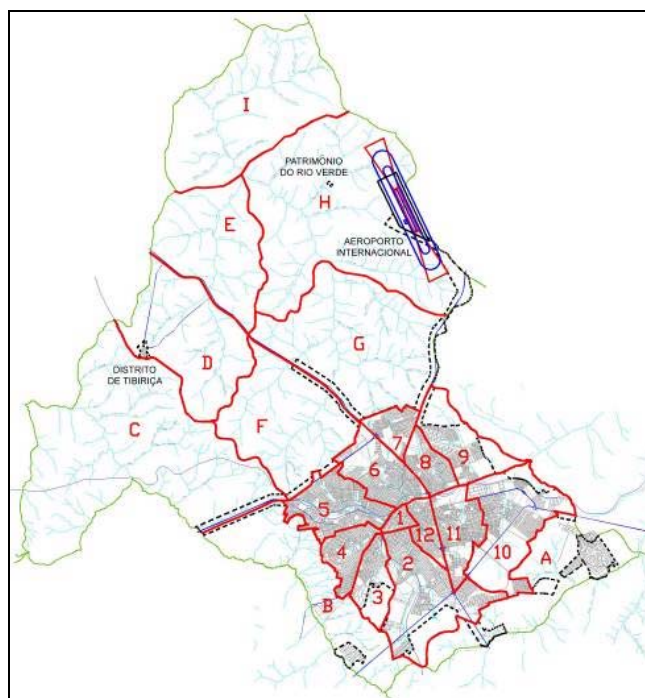 I
PATRIMÔNIO
DO RIO VERDE
H
E
AEROPORTO
INTERNACIONAL
G
D
DISTRITO
DE TIBIRIÇA
C
F
7
6
8
9
5
1
12
11
4
2
10
A
3
B